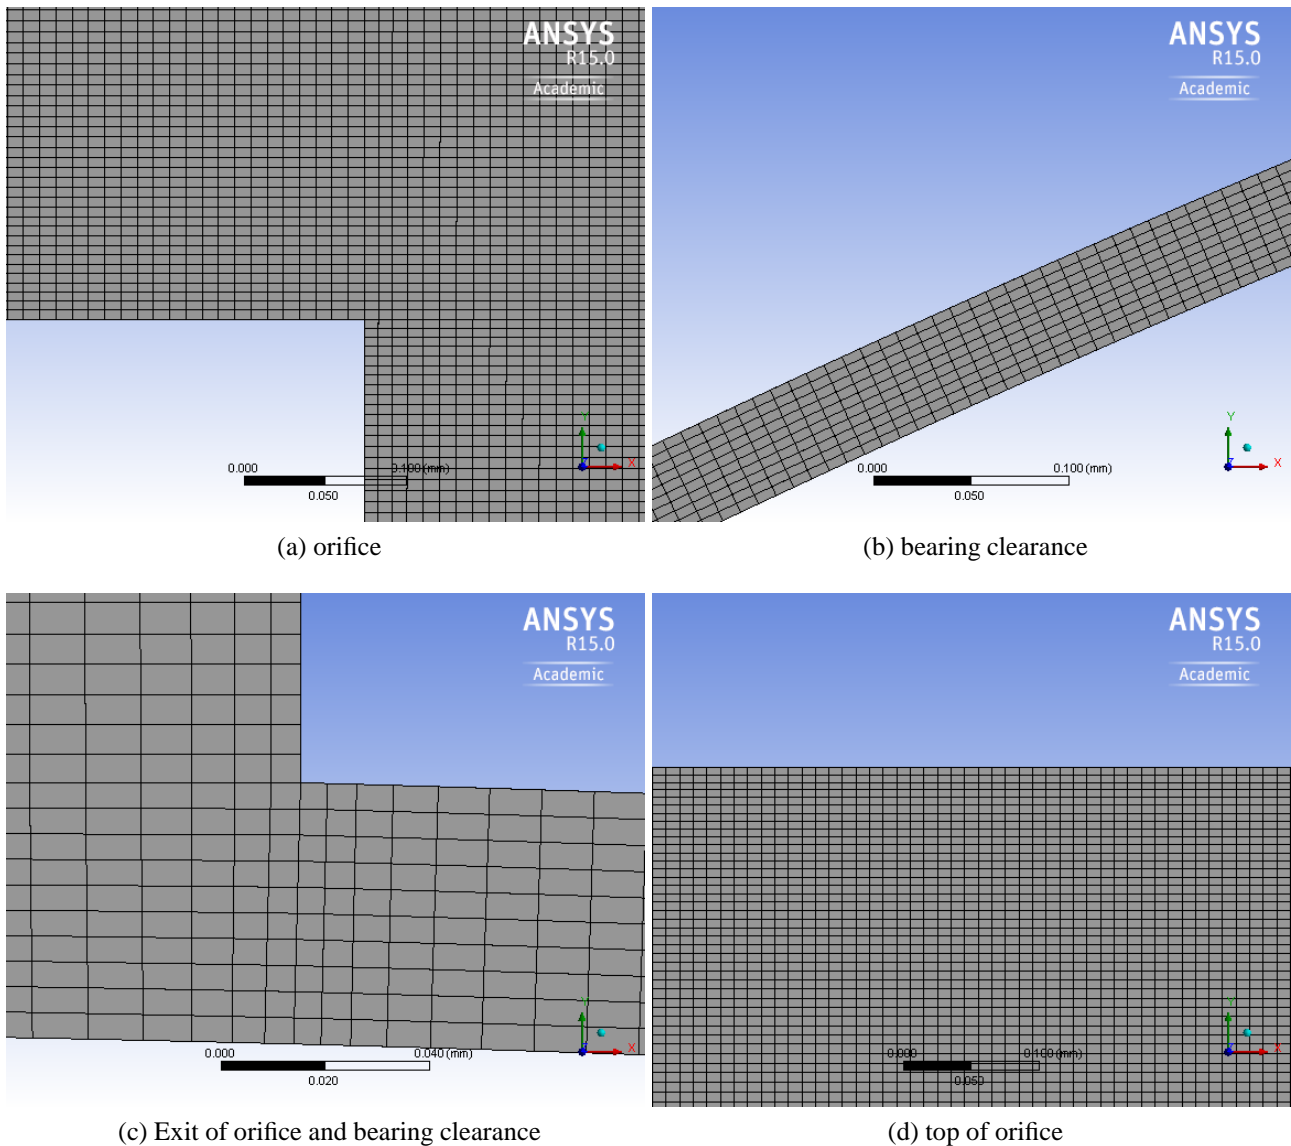 ANSYS
R15.0
Academic
Y
X
Z
0.000
0.100 (mm)
0.050
(a) orifice
ANSYS
R15.0
Academic
Y
X
Z
0.000
0.100 (mm)
0.050
(b) bearing clearance
ANSYS
R15.0
Academic
Y
X
Z
0.000
0.040 (mm)
0.020
(c) Exit of orifice and bearing clearance
ANSYS
R15.0
Academic
Y
X
Z
0.000
0.100 (mm)
0.050
(d) top of orifice